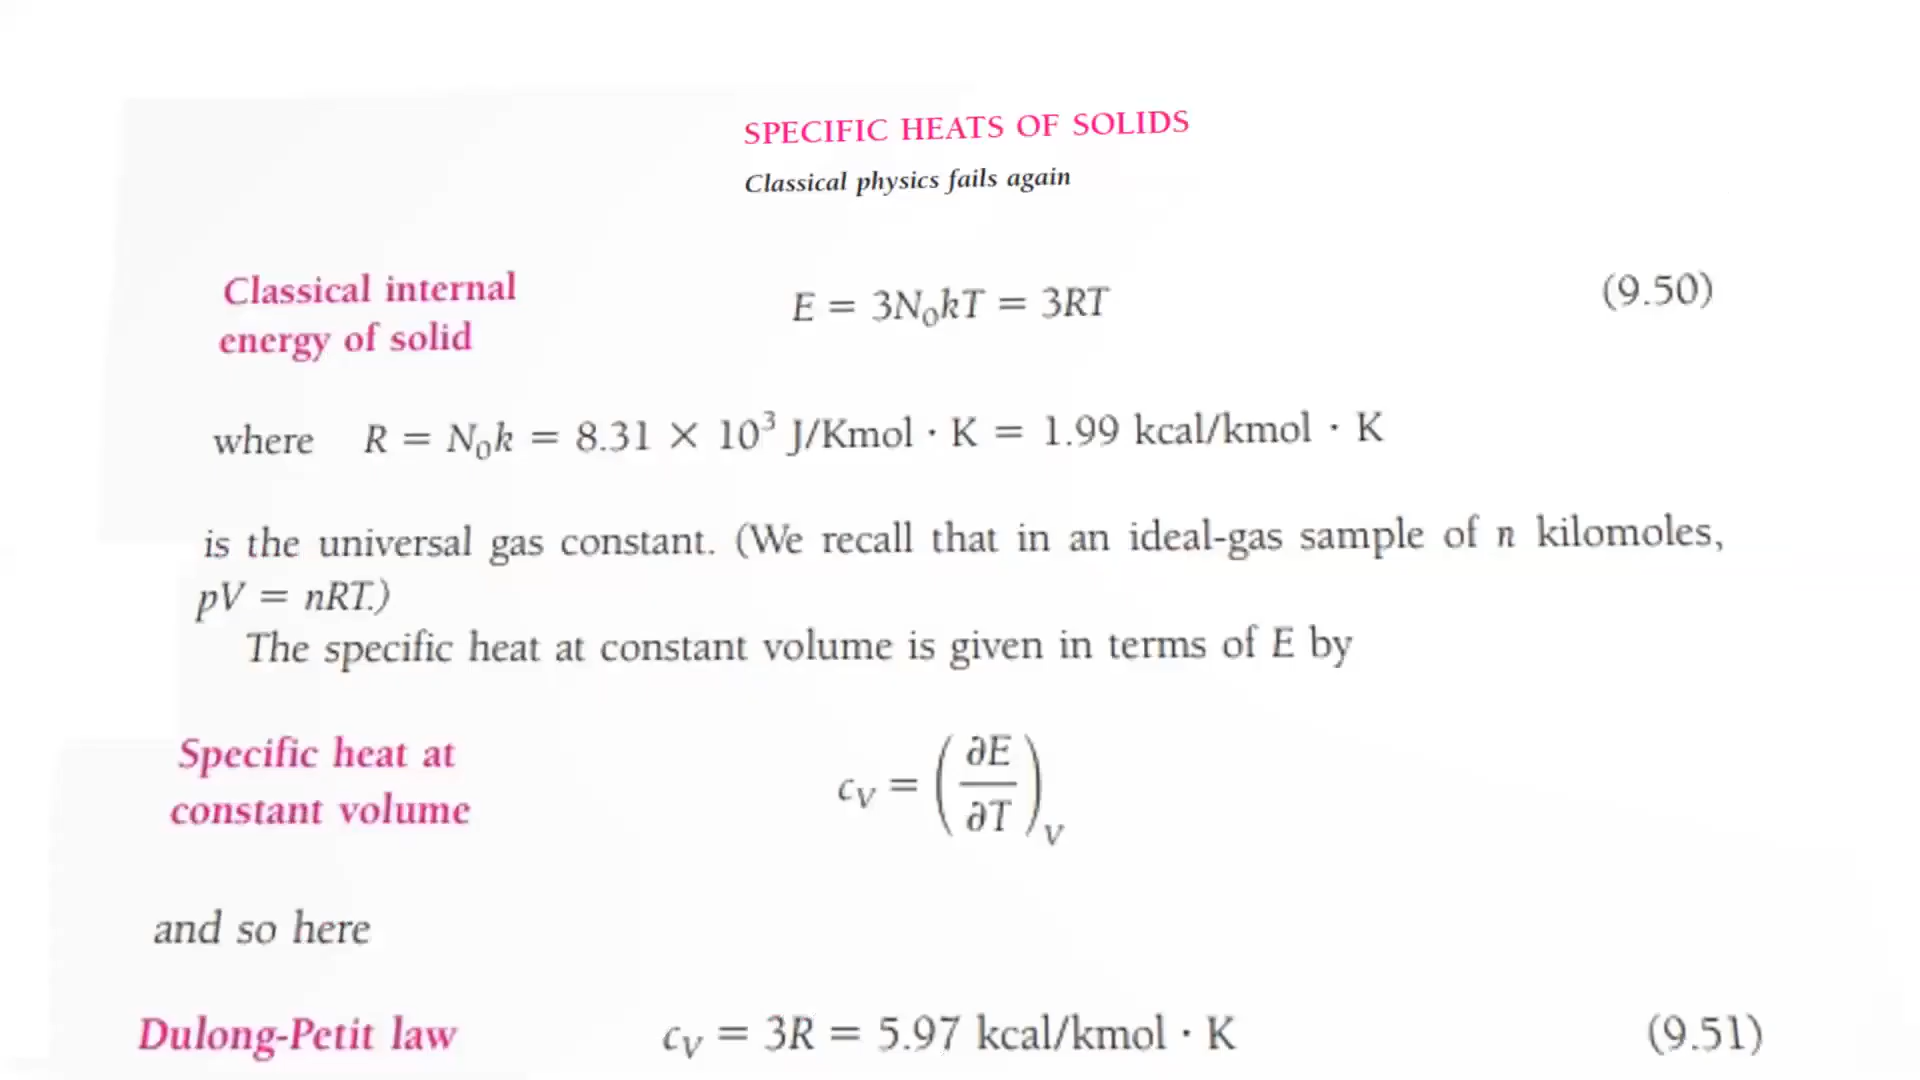 SPECIFIC HEATS OF SOLIDS
Classical physics fails again
Classical internal
energy of solid
E = 3N₀kT = 3RT (9.50)
where R = N₀k = 8.31 × 10³ J/Kmol · K = 1.99 kcal/kmol · K
is the universal gas constant. (We recall that in an ideal-gas sample of n kilomoles,
pV = nRT.)
The specific heat at constant volume is given in terms of E by
Specific heat at
constant volume
c_V = (∂E/∂T)_V
and so here
Dulong-Petit law c_V = 3R = 5.97 kcal/kmol · K (9.51)